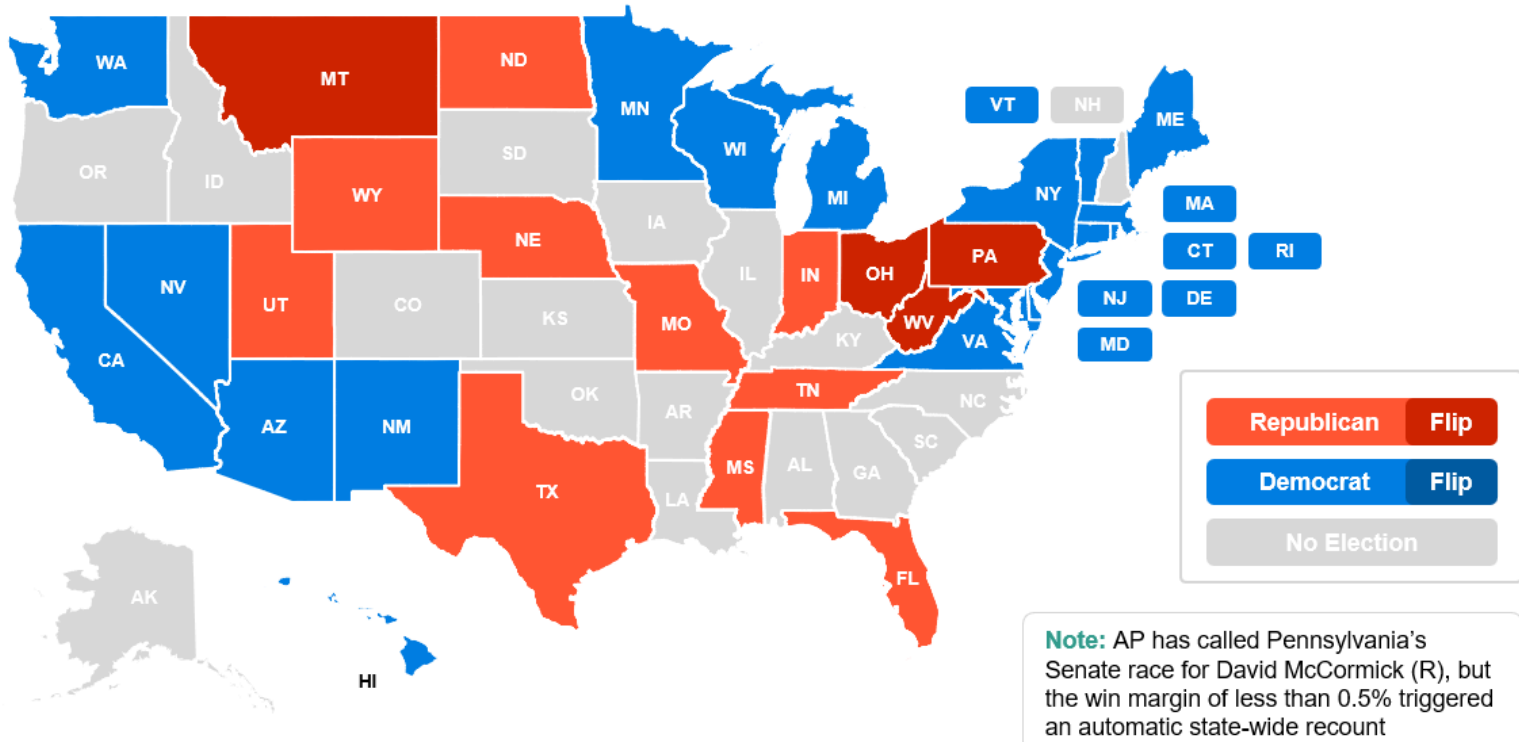 WA
MT
ND
MN
VT
NH
ME
OR
ID
SD
WI
MI
NY
WY
MA
IA
NE
CT
RI
NV
UT
CO
IL
IN
OH
PA
NJ
DE
KS
MO
WV
VA
MD
CA
KY
AZ
NM
OK
AR
TN
NC
SC
TX
LA
MS
AL
GA
FL
AK
HI
Republican Flip
Democrat Flip
No Election
Note: AP has called Pennsylvania’s
Senate race for David McCormick (R), but
the win margin of less than 0.5% triggered
an automatic state-wide recount